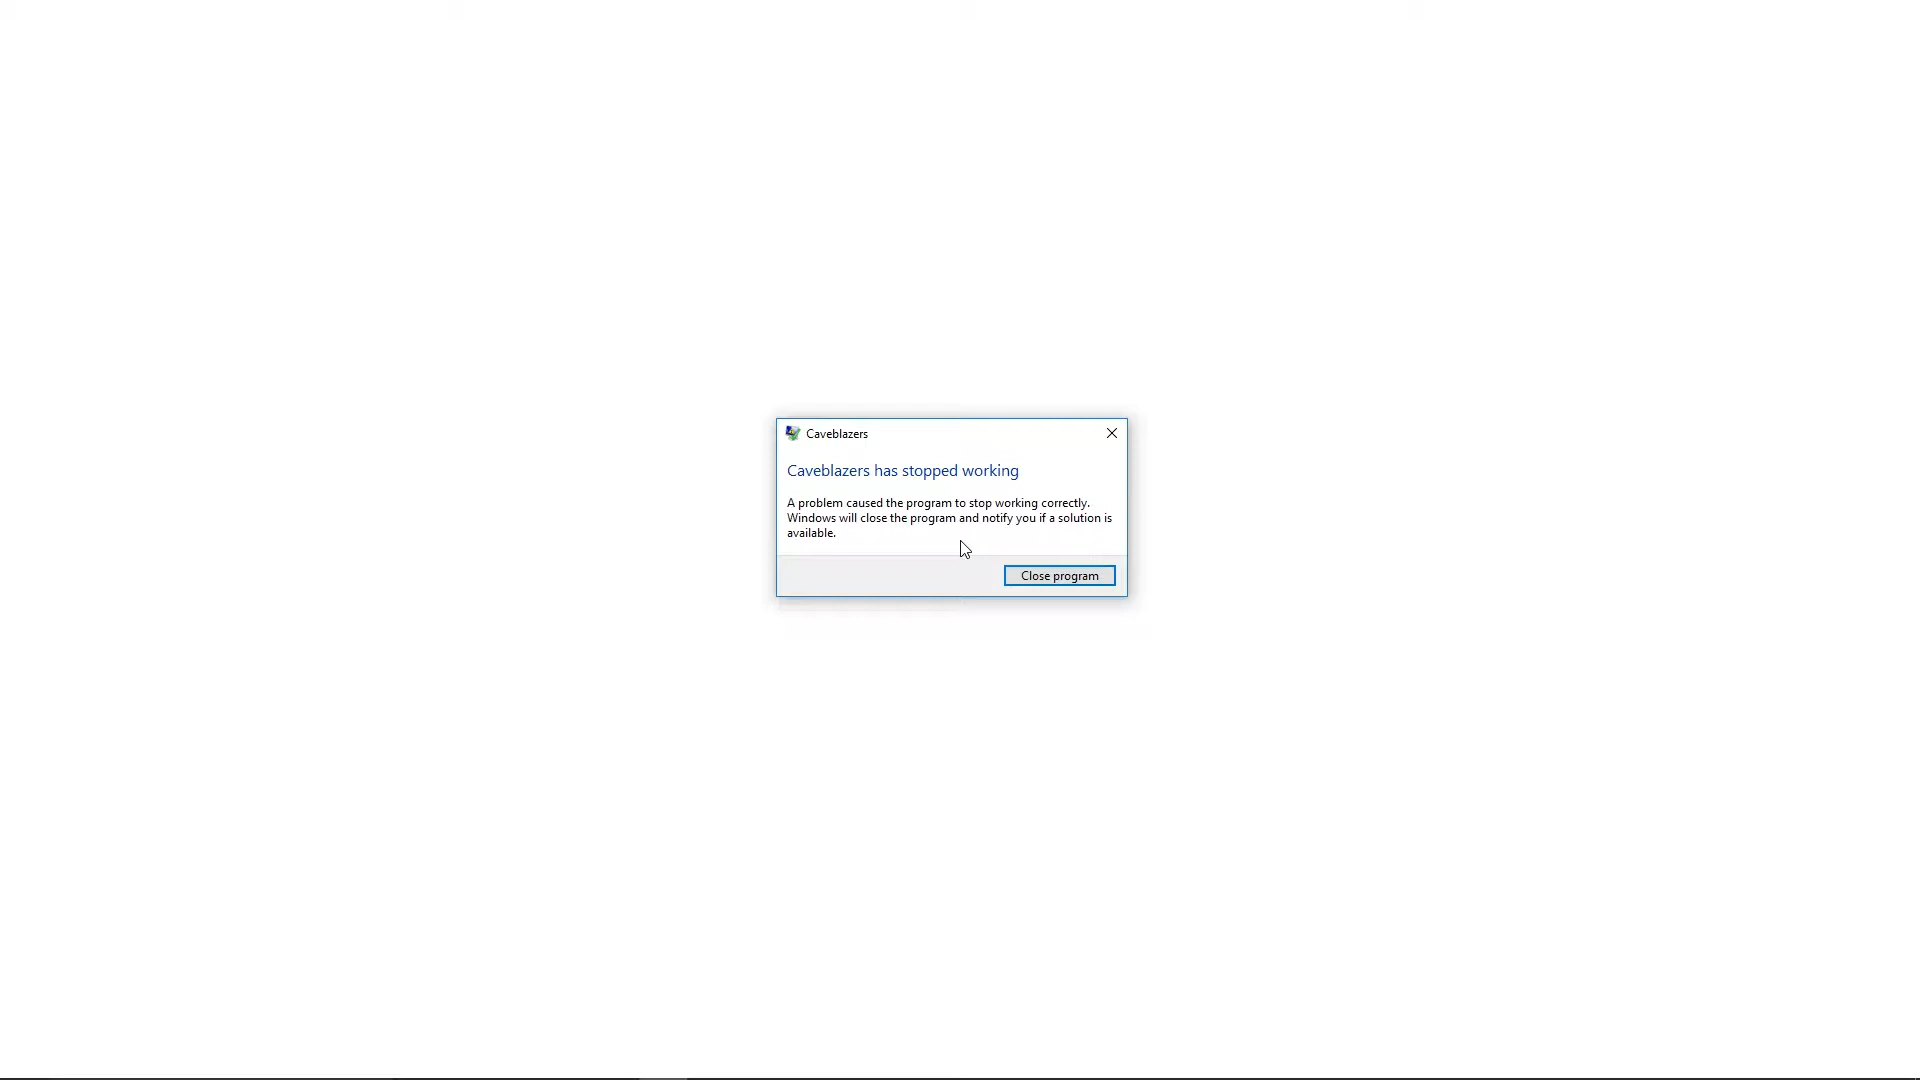 Caveblazers
Caveblazers has stopped working
A problem caused the program to stop working correctly.
Windows will close the program and notify you if a solution is
available.
Close program